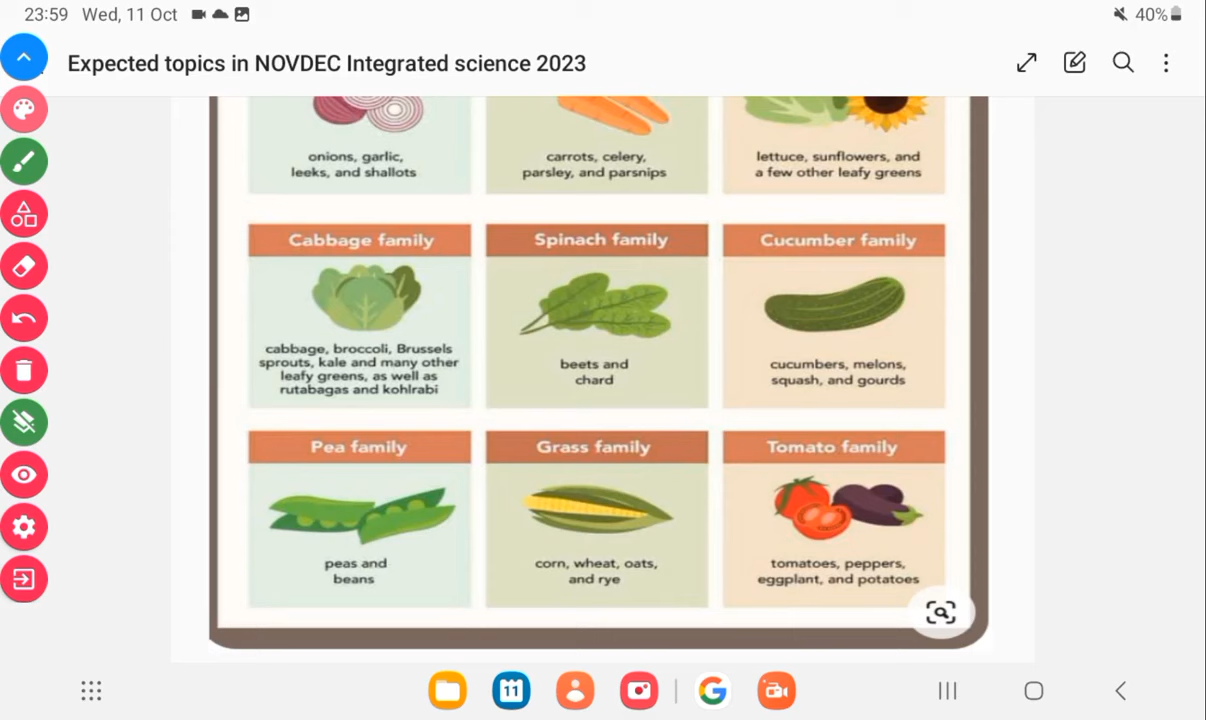 23:59 Wed, 11 Oct
40%
Expected topics in NOVDEC Integrated science 2023
onions, garlic,
leeks, and shallots
carrots, celery,
parsley, and parsnips
lettuce, sunflowers, and
a few other leafy greens
Cabbage family
cabbage, broccoli, Brussels
sprouts, kale and many other
leafy greens, as well as
rutabagas and kohlrabi
Spinach family
beets and
chard
Cucumber family
cucumbers, melons,
squash, and gourds
Pea family
peas and
beans
Grass family
corn, wheat, oats,
and rye
Tomato family
tomatoes, peppers,
eggplant, and potatoes
11